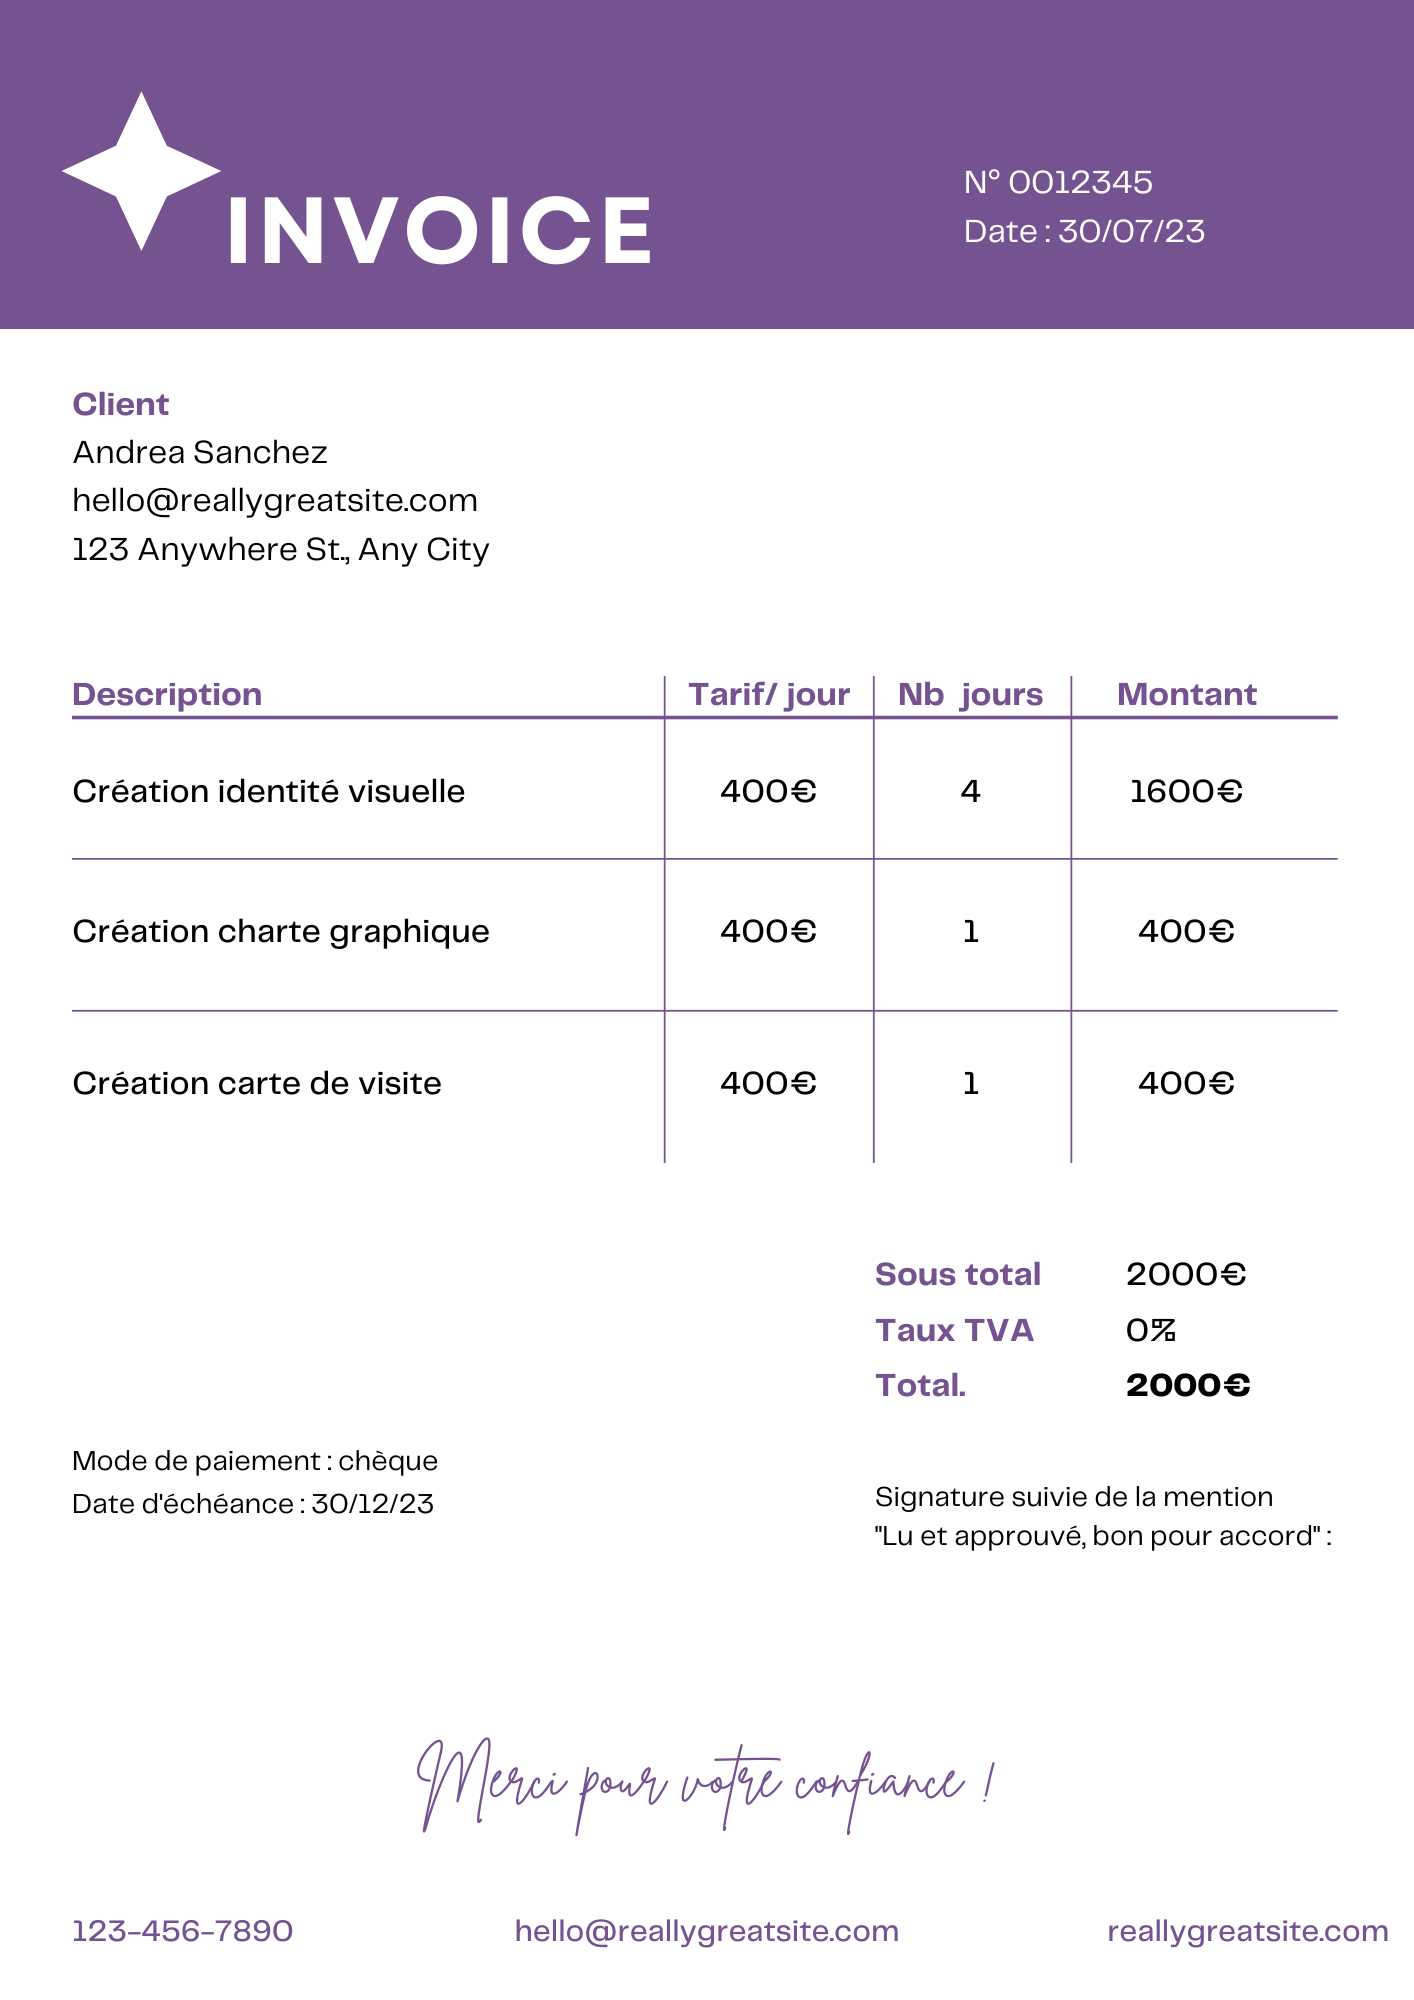 INVOICE
N° 0012345
Date : 30/07/23
Client
Andrea Sanchez
hello@reallygreatsite.com
123 Anywhere St., Any City
Description Tarif/ jour Nb jours Montant
Création identité visuelle 400€ 4 1600€
Création charte graphique 400€ 1 400€
Création carte de visite 400€ 1 400€
Sous total 2000€
Taux TVA 0%
Total. 2000€
Mode de paiement : chèque
Date d'échéance : 30/12/23
Signature suivie de la mention
"Lu et approuvé, bon pour accord" :
Merci pour votre confiance !
123-456-7890 hello@reallygreatsite.com reallygreatsite.com